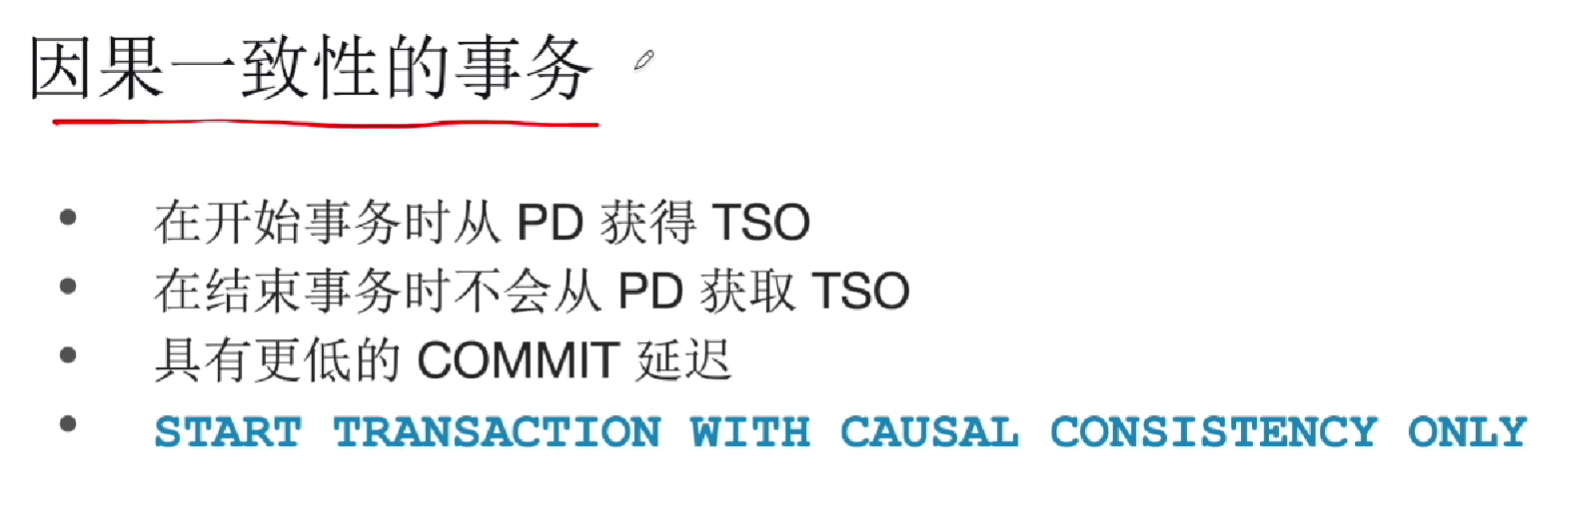 因果一致性的事务
在开始事务时从 PD 获得 TSO
在结束事务时不会从 PD 获取 TSO
具有更低的 COMMIT 延迟
START TRANSACTION WITH CAUSAL CONSISTENCY ONLY